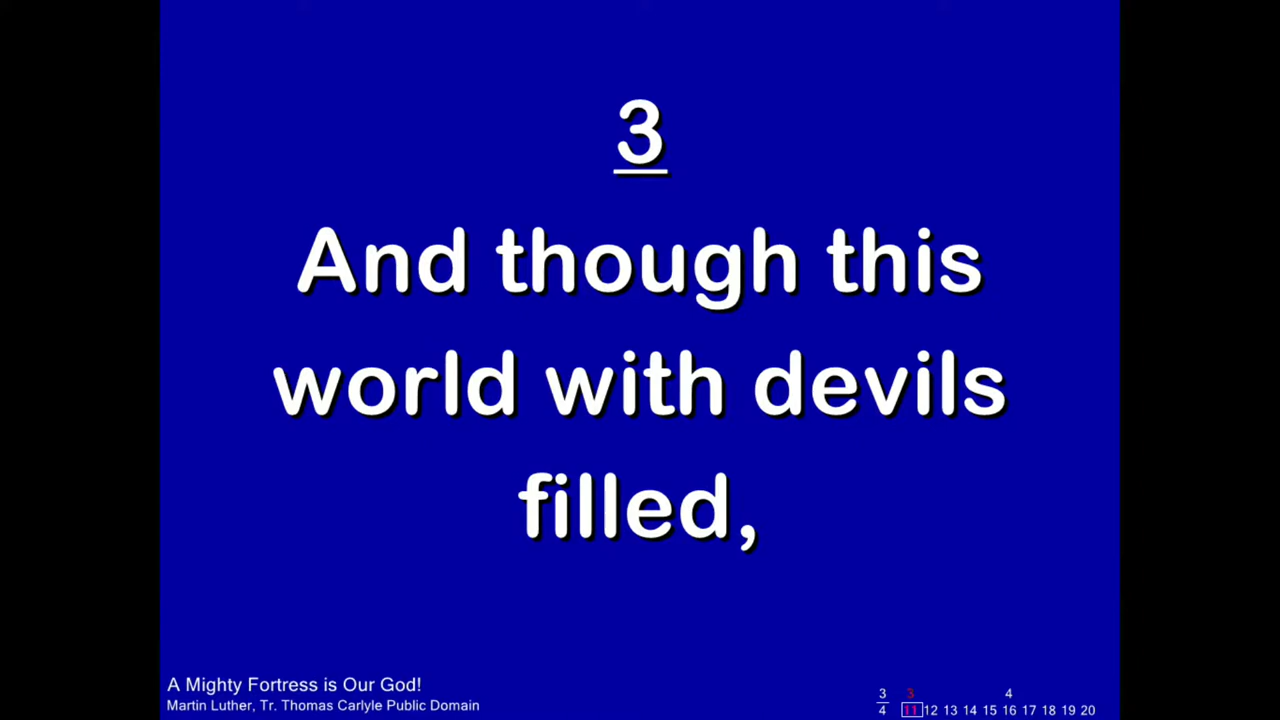 3
And though this
world with devils
filled,
A Mighty Fortress is Our God!
Martin Luther, Tr. Thomas Carlyle Public Domain
3 3 4
4 11 12 13 14 15 16 17 18 19 20